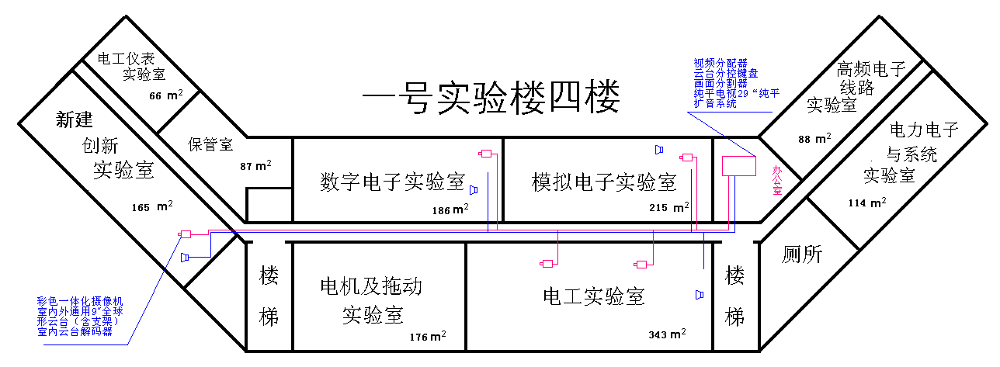 一号实验楼四楼
电工仪表
实验室
66 m²
新建
创新
实验室
165 m²
保管室
87 m²
数字电子实验室
186 m²
模拟电子实验室
215 m²
视频分配器
云台分控键盘
画面分割器
纯平电视29“纯平
扩音系统
办公室
高频电子
线路
实验室
88 m²
电力电子
与系统
实验室
114 m²
厕所
楼梯
电机及拖动
实验室
176 m²
电工实验室
343 m²
楼梯
彩色一体化摄像机
室内外通用9“全球
形云台（含支架）
室内云台解码器